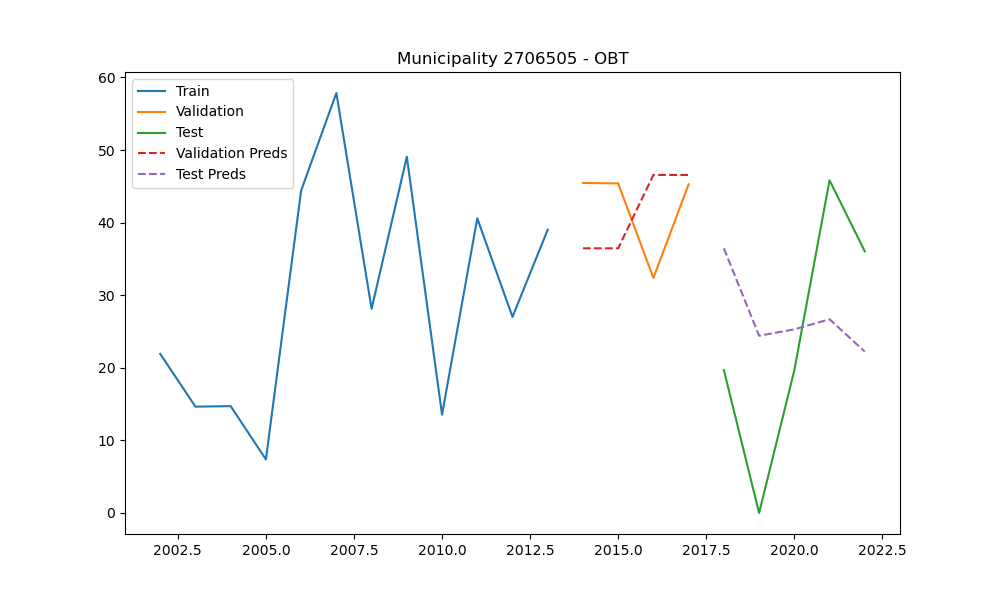 Municipality 2706505 - OBT
Train
Validation
Test
Validation Preds
Test Preds
60
50
40
30
20
10
0
2002.5 2005.0 2007.5 2010.0 2012.5 2015.0 2017.5 2020.0 2022.5